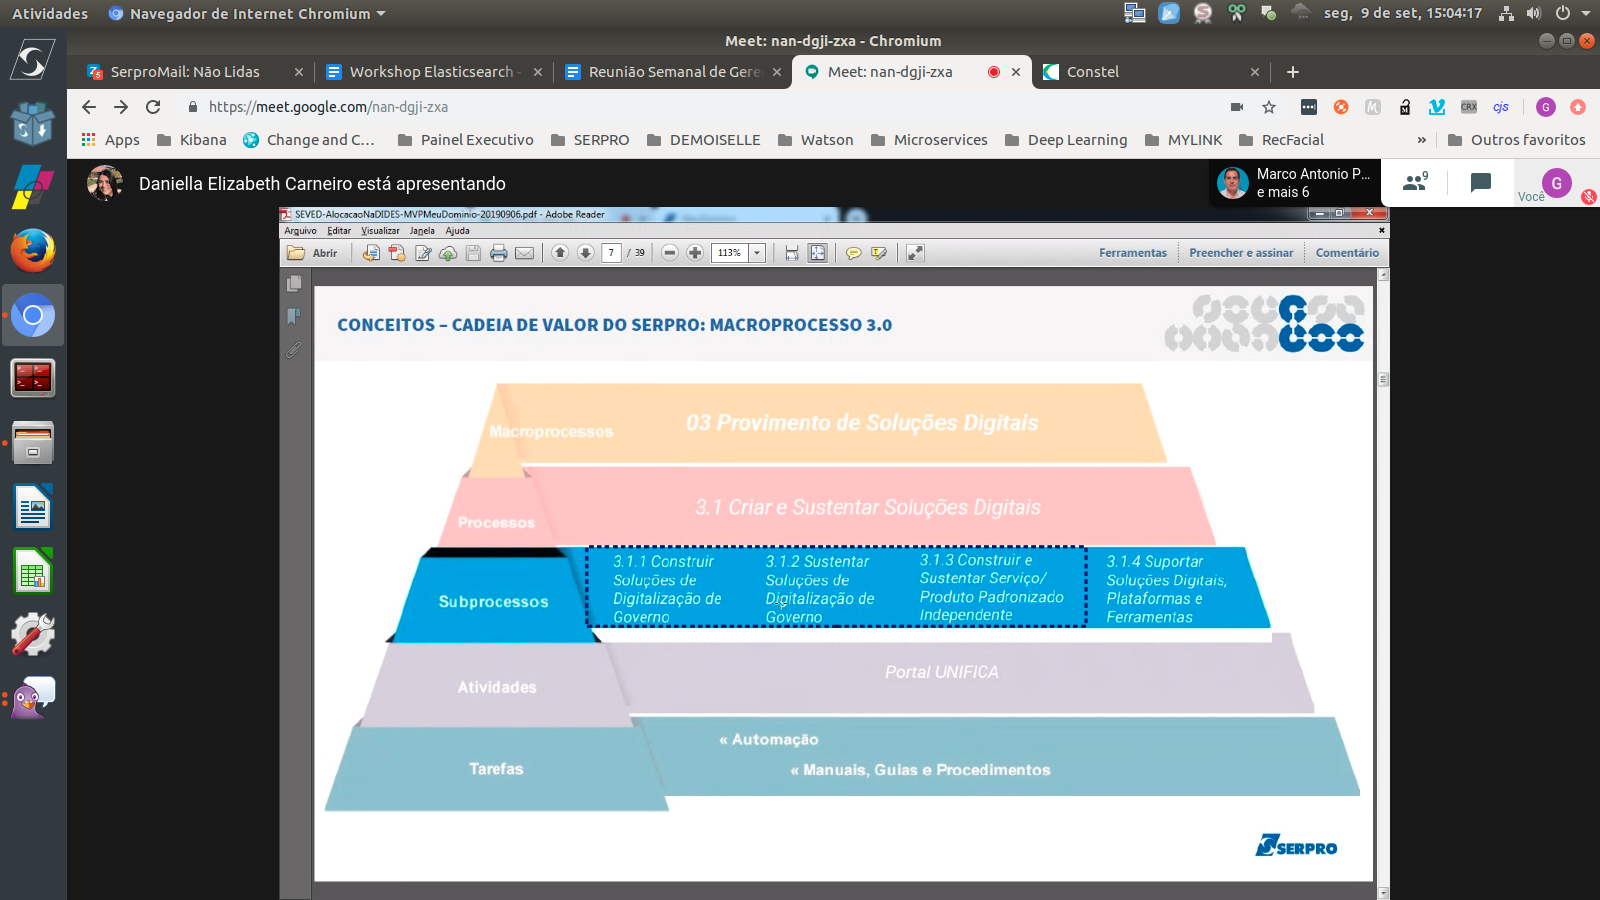 Atividades
Navegador de Internet Chromium
seg, 9 de set, 15:04:17
Meet: nan-dgji-zxa - Chromium
SerproMail: Não Lidas
Workshop Elasticsearch -
Reunião Semanal de Gere
Meet: nan-dgji-zxa
Constel
https://meet.google.com/nan-dgji-zxa
CRX
cjs
G
Apps
Kibana
Change and C...
Painel Executivo
SERPRO
DEMOISELLE
Watson
Microservices
Deep Learning
MYLINK
RecFacial
»
Outros favoritos
Daniella Elizabeth Carneiro está apresentando
Marco Antonio P...
e mais 6
9
Você
G
SEVED-AlocacaoNaDIDES-MVPMeuDominio-20190906.pdf - Adobe Reader
Arquivo Editar Visualizar Janela Ajuda
Abrir
7 / 39
113%
Ferramentas
Preencher e assinar
Comentário
CONCEITOS – CADEIA DE VALOR DO SERPRO: MACROPROCESSO 3.0
Macroprocessos
03 Provimento de Soluções Digitais
Processos
3.1 Criar e Sustentar Soluções Digitais
Subprocessos
3.1.1 Construir
Soluções de
Digitalização de
Governo
3.1.2 Sustentar
Soluções de
Digitalização de
Governo
3.1.3 Construir e
Sustentar Serviço/
Produto Padronizado
Independente
3.1.4 Suportar
Soluções Digitais,
Plataformas e
Ferramentas
Atividades
Portal UNIFICA
Tarefas
« Automação
« Manuais, Guias e Procedimentos
SERPRO